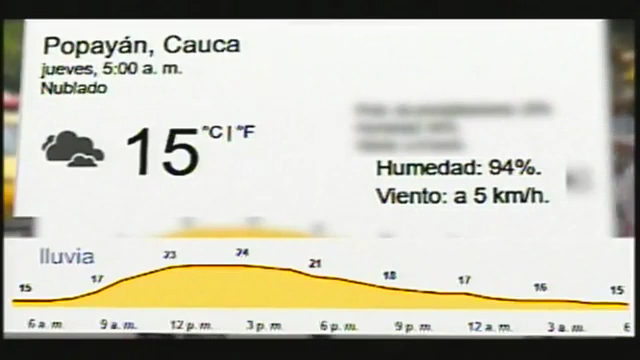 Popayán, Cauca
jueves, 5:00 a. m.
Nublado
15 °C | °F
Humedad: 94%.
Viento: a 5 km/h.
lluvia
15 17 23 24 21 18 17 16 15
6 a. m. 9 a. m. 12 p. m. 3 p. m. 6 p. m. 9 p. m. 12 a. m. 3 a. m. 6